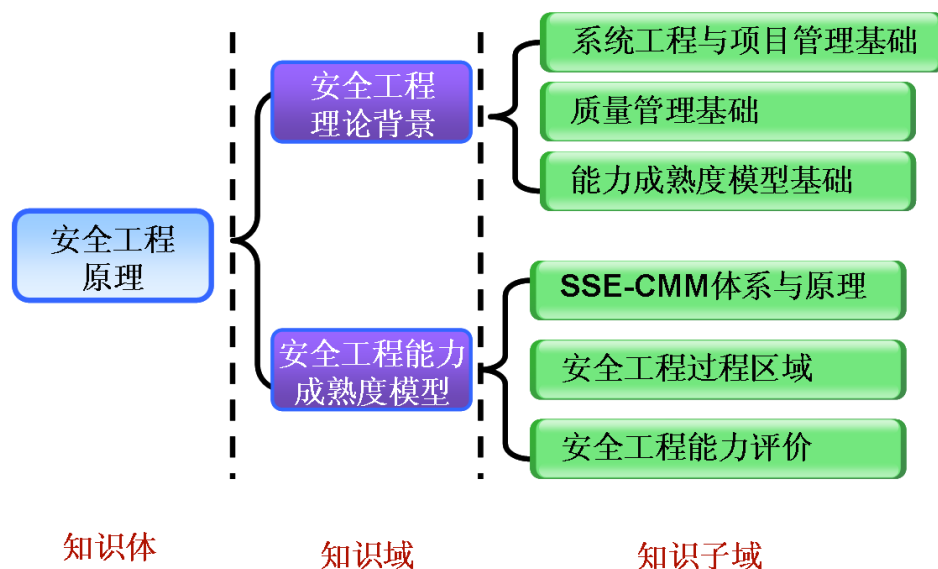 系统工程与项目管理基础
安全工程
理论背景
质量管理基础
能力成熟度模型基础
安全工程
原理
SSE-CMM体系与原理
安全工程能力
成熟度模型
安全工程过程区域
安全工程能力评价
知识体
知识域
知识子域